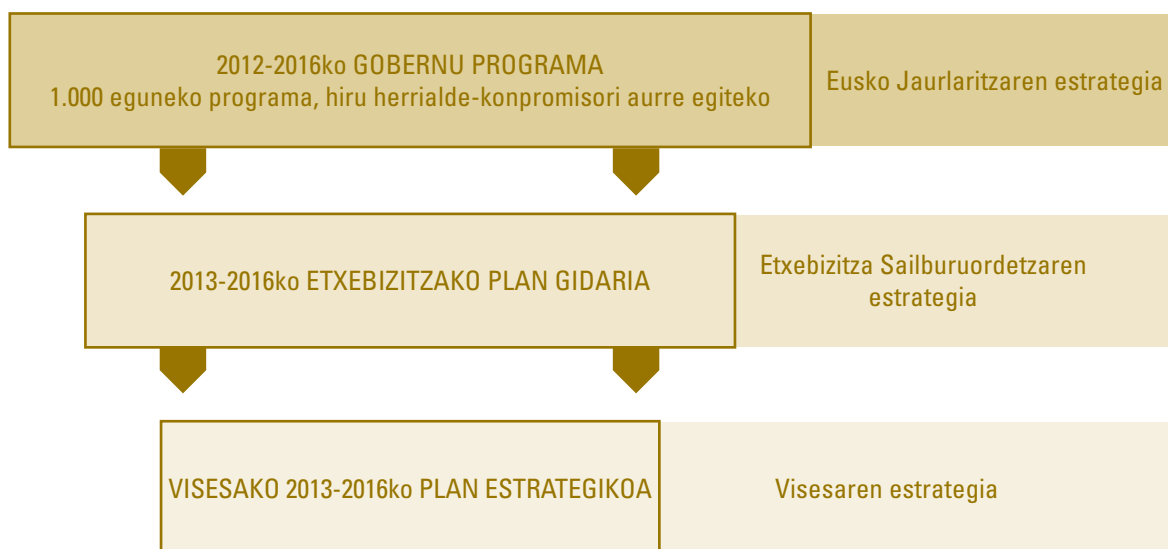 2012-2016ko GOBERNU PROGRAMA
1.000 eguneko programa, hiru herrialde-konpromisori aurre egiteko
Eusko Jaurlaritzaren estrategia
2013-2016ko ETXEBIZITZAKO PLAN GIDARIA
Etxebizitza Sailburuordetzaren
estrategia
VISESAKO 2013-2016ko PLAN ESTRATEGIKOA
Visesaren estrategia